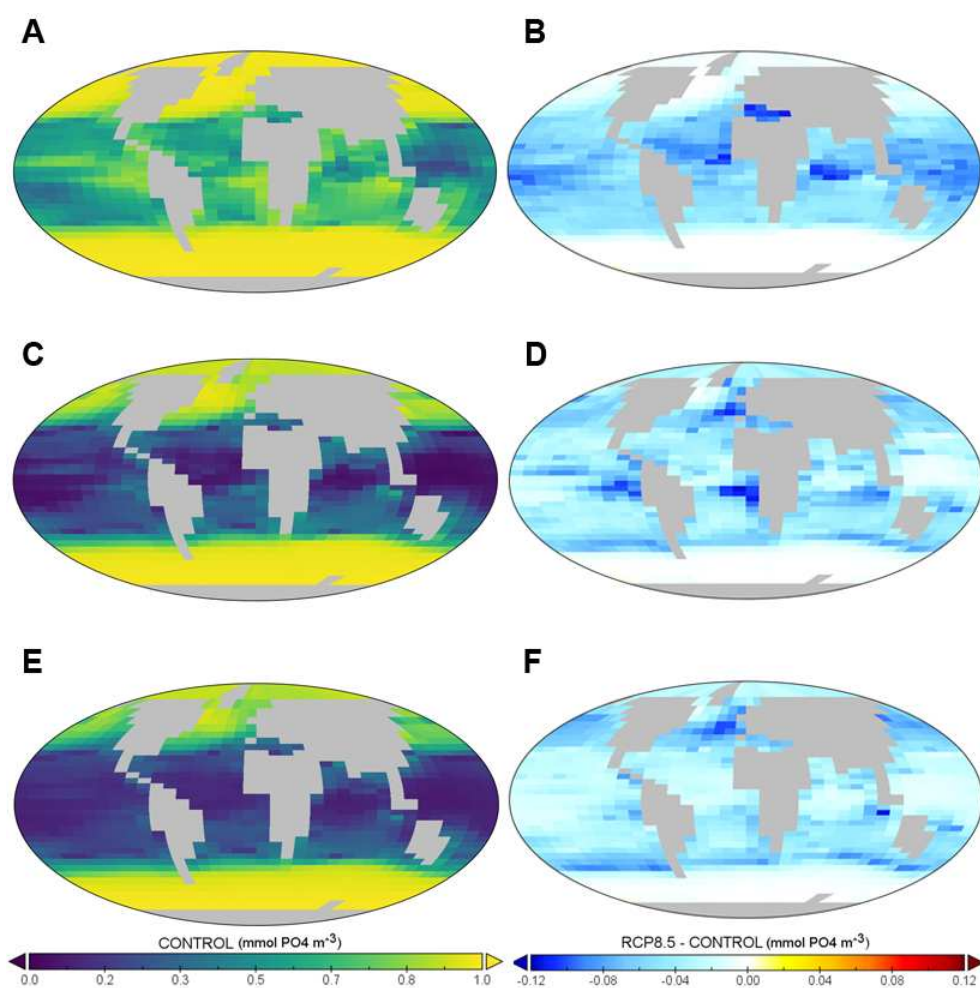 A B
C D
E F
CONTROL (mmol PO4 m-3) RCP8.5 - CONTROL (mmol PO4 m-3)
0.0 0.2 0.3 0.5 0.7 0.8 1.0 -0.12 -0.08 -0.04 0.00 0.04 0.08 0.12